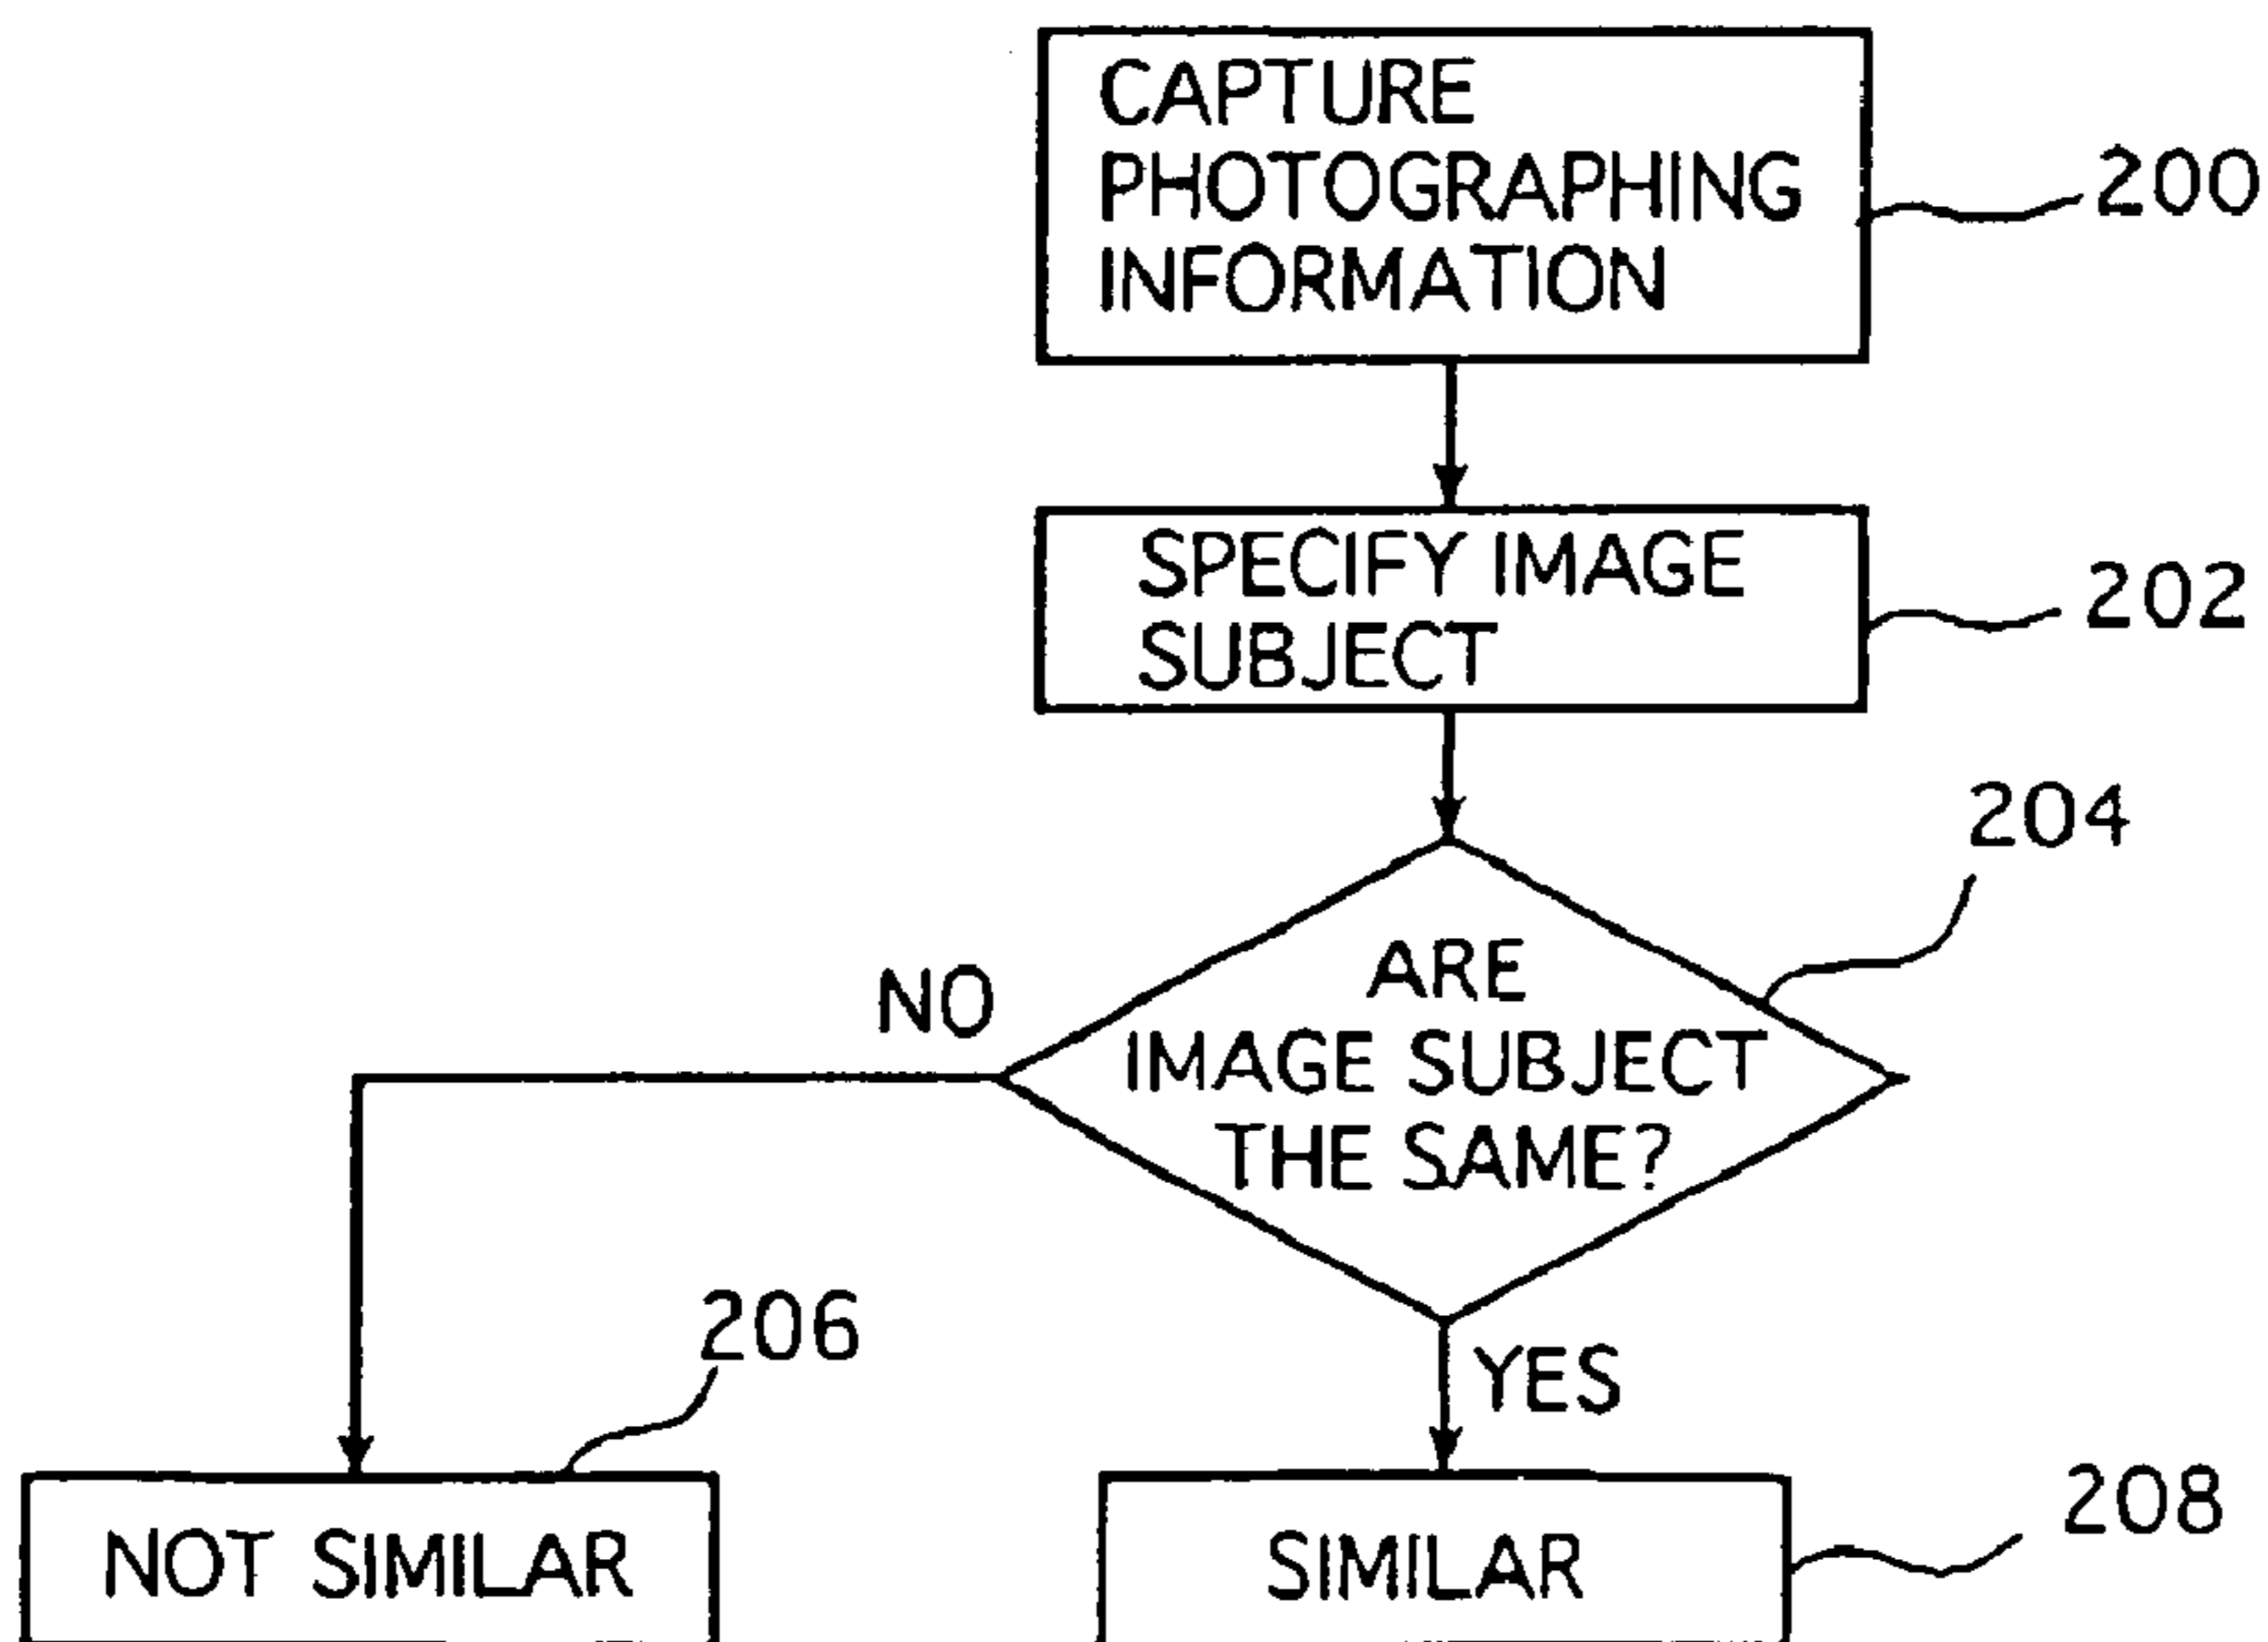 CAPTURE
PHOTOGRAPHING
INFORMATION
200
SPECIFY IMAGE
SUBJECT
202
204
ARE
IMAGE SUBJECT
THE SAME?
NO
YES
206
NOT SIMILAR
SIMILAR
208